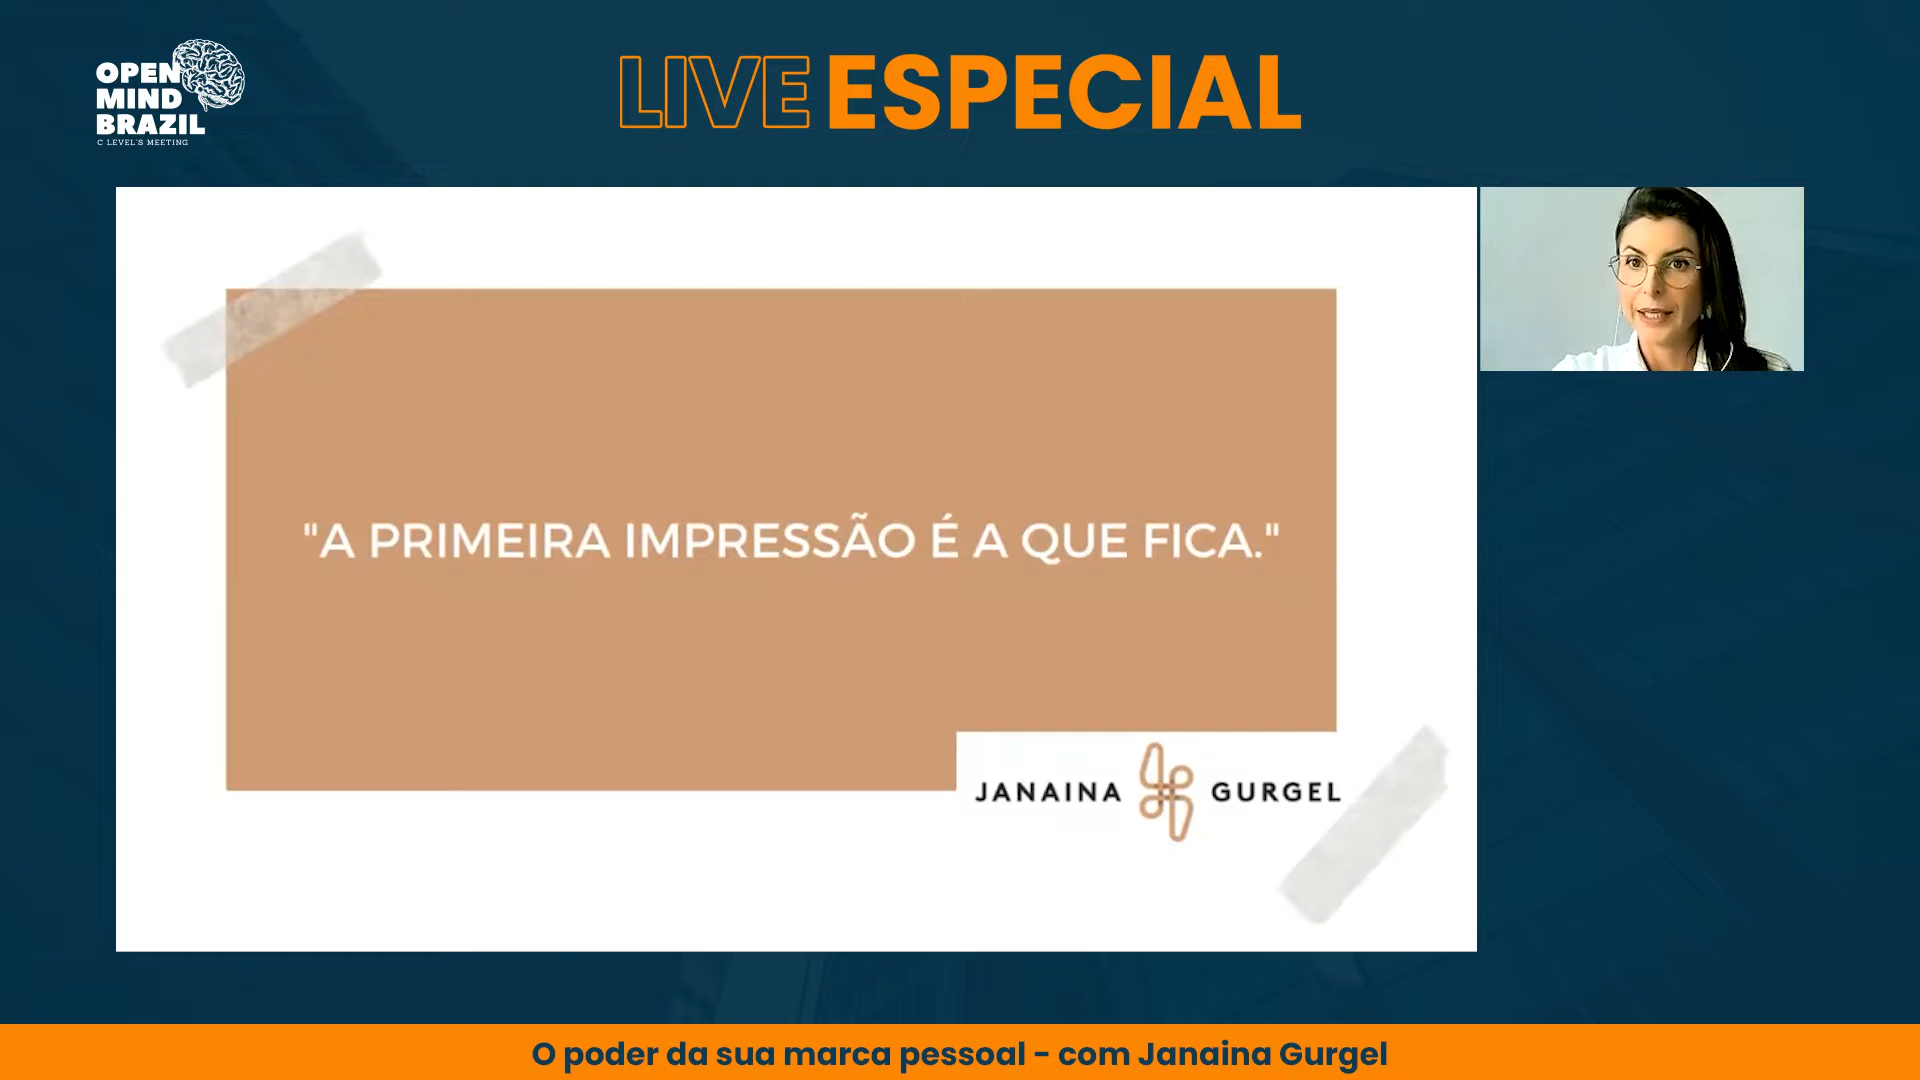 OPEN
MIND
BRAZIL
C LEVEL'S MEETING
LIVE ESPECIAL
"A PRIMEIRA IMPRESSÃO É A QUE FICA."
JANAINA GURGEL
O poder da sua marca pessoal - com Janaina Gurgel